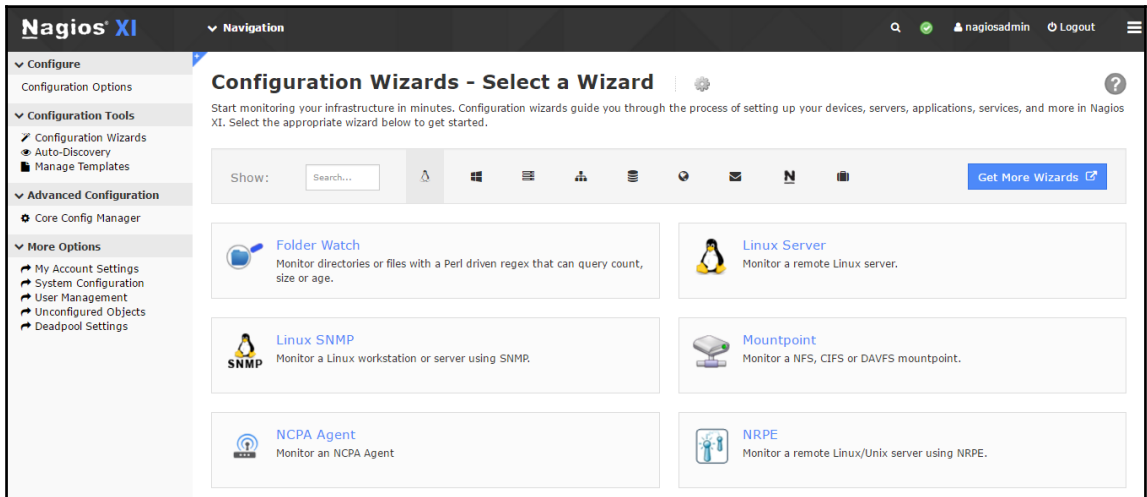 Nagios® XI
Navigation
nagiosadmin
Logout
Configure
Configuration Options
Configuration Tools
Configuration Wizards
Auto-Discovery
Manage Templates
Advanced Configuration
Core Config Manager
More Options
My Account Settings
System Configuration
User Management
Unconfigured Objects
Deadpool Settings
Configuration Wizards - Select a Wizard
Start monitoring your infrastructure in minutes. Configuration wizards guide you through the process of setting up your devices, servers, applications, services, and more in Nagios
XI. Select the appropriate wizard below to get started.
Show:
Search...
N
Get More Wizards
Folder Watch
Monitor directories or files with a Perl driven regex that can query count,
size or age.
Linux Server
Monitor a remote Linux server.
SNMP
Linux SNMP
Monitor a Linux workstation or server using SNMP.
Mountpoint
Monitor a NFS, CIFS or DAVFS mountpoint.
NCPA Agent
Monitor an NCPA Agent
NRPE
Monitor a remote Linux/Unix server using NRPE.